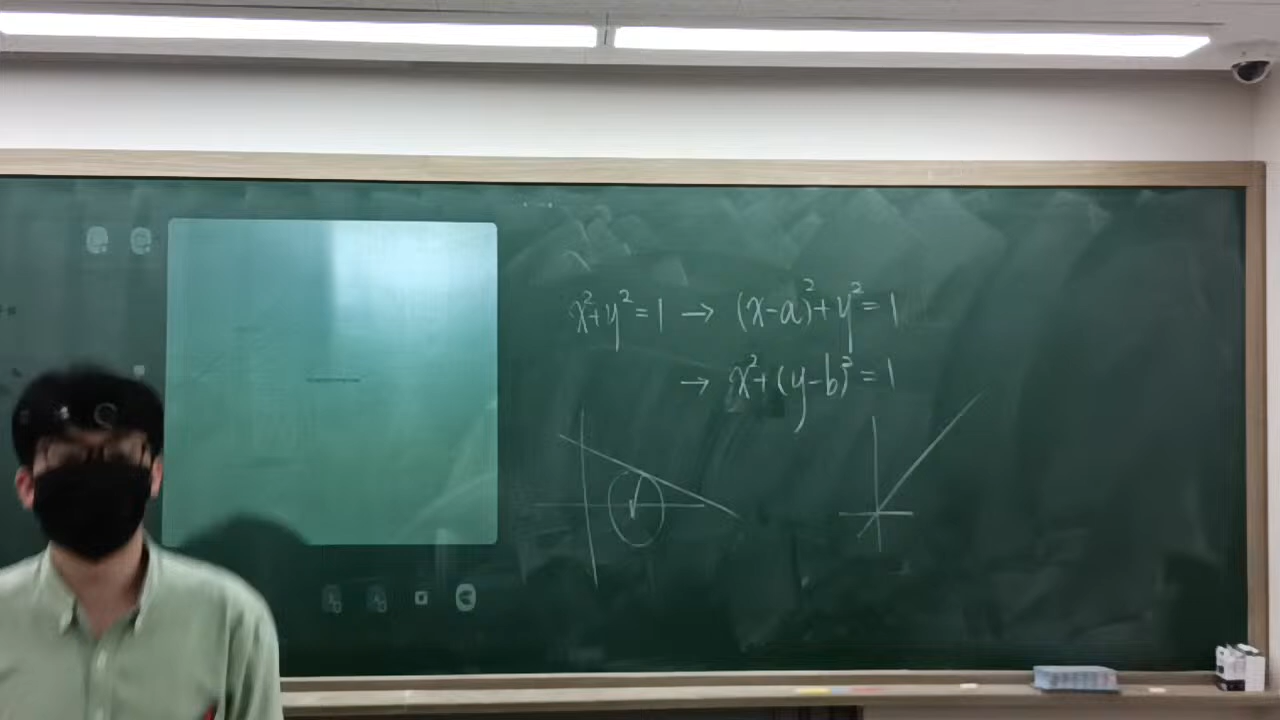 x²+y²=1 → (x-a)²+y²=1
→ x²+(y-b)²=1